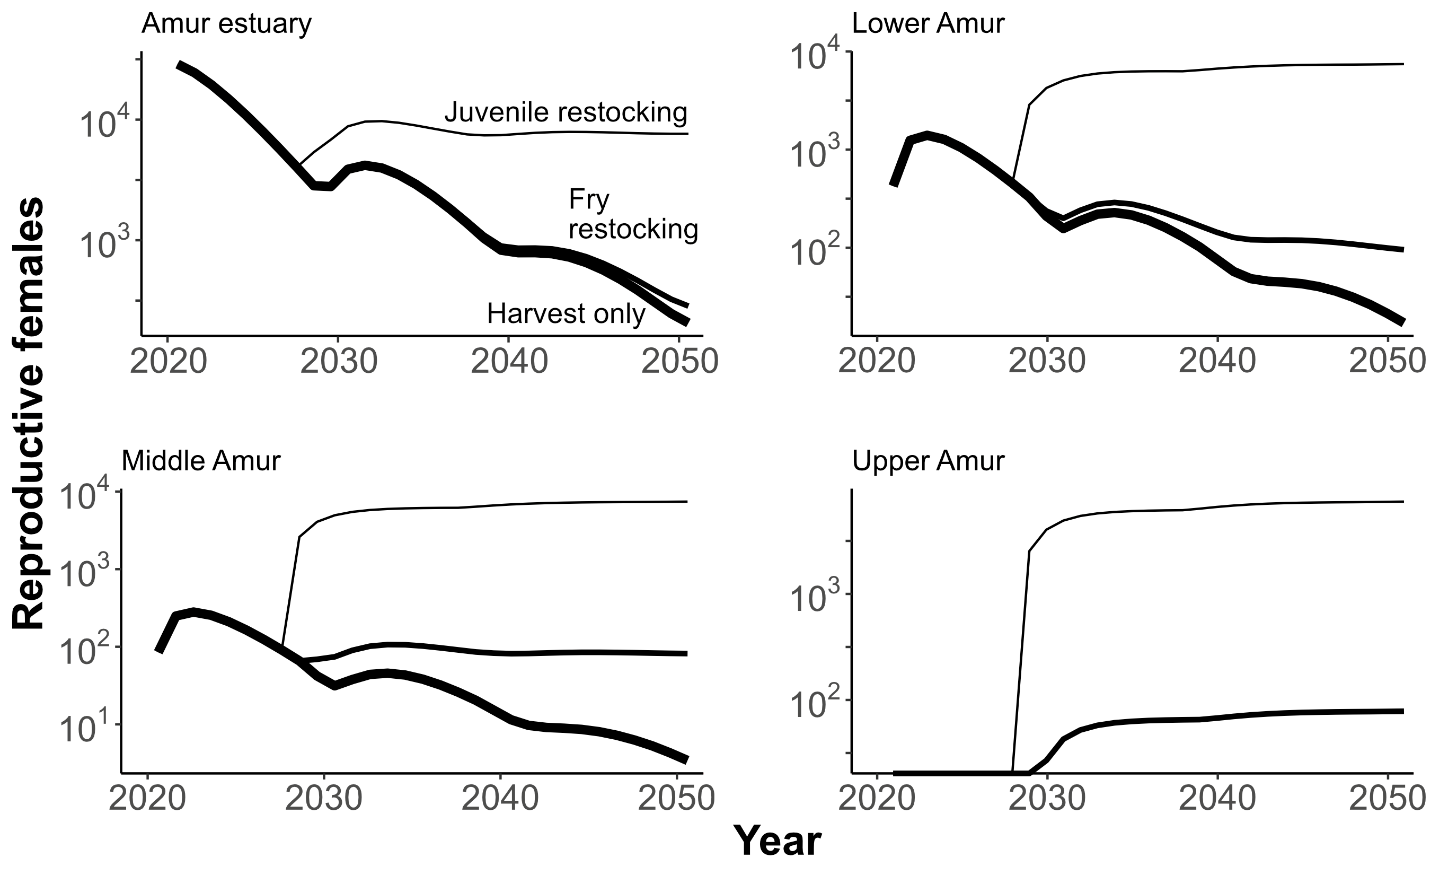 Amur estuary
Lower Amur
10^4
10^3
Juvenile restocking
Fry
restocking
Harvest only
2020 2030 2040 2050
10^4
10^3
10^2
2020 2030 2040 2050
Reproductive females
Middle Amur
Upper Amur
10^4
10^3
10^2
10^1
2020 2030 2040 2050
10^3
10^2
2020 2030 2040 2050
Year